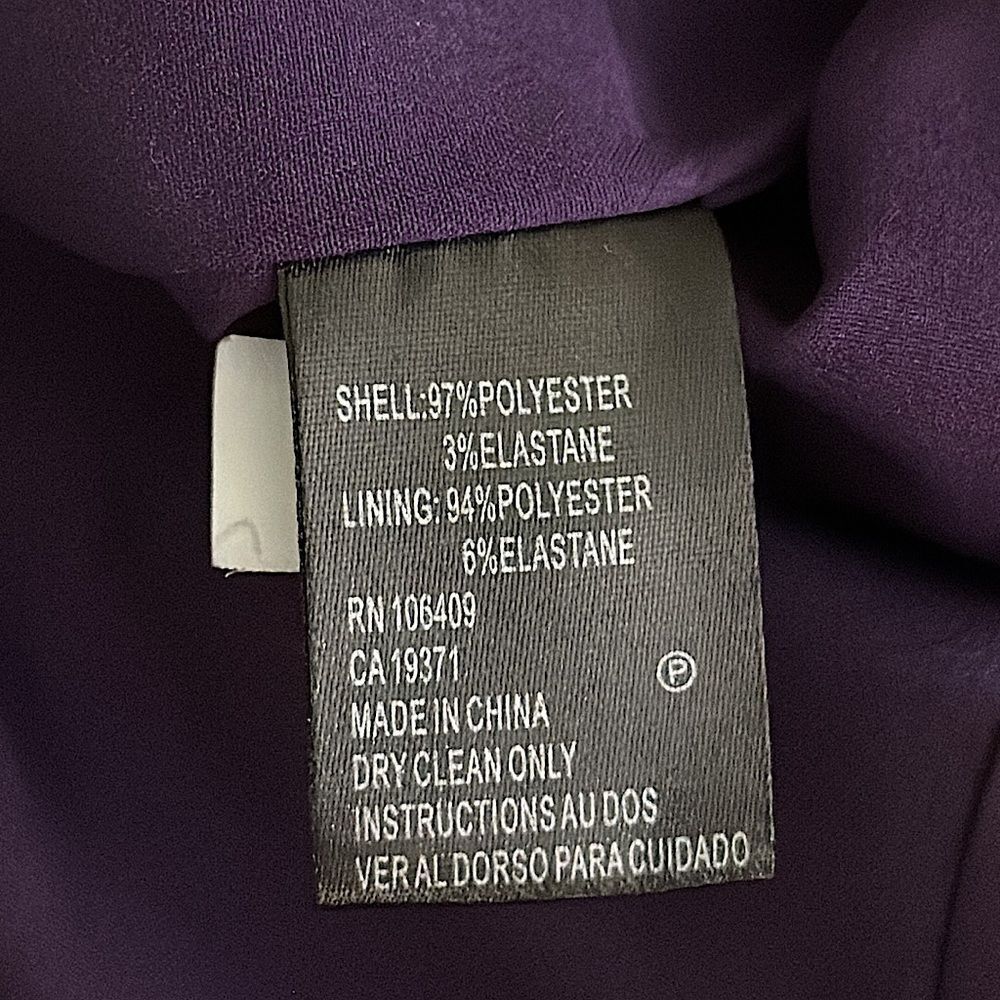 SHELL:97%POLYESTER
3%ELASTANE
LINING: 94%POLYESTER
6%ELASTANE
RN 106409
CA 19371
P
MADE IN CHINA
DRY CLEAN ONLY
INSTRUCTIONS AU DOS
VER AL DORSO PARA CUIDADO